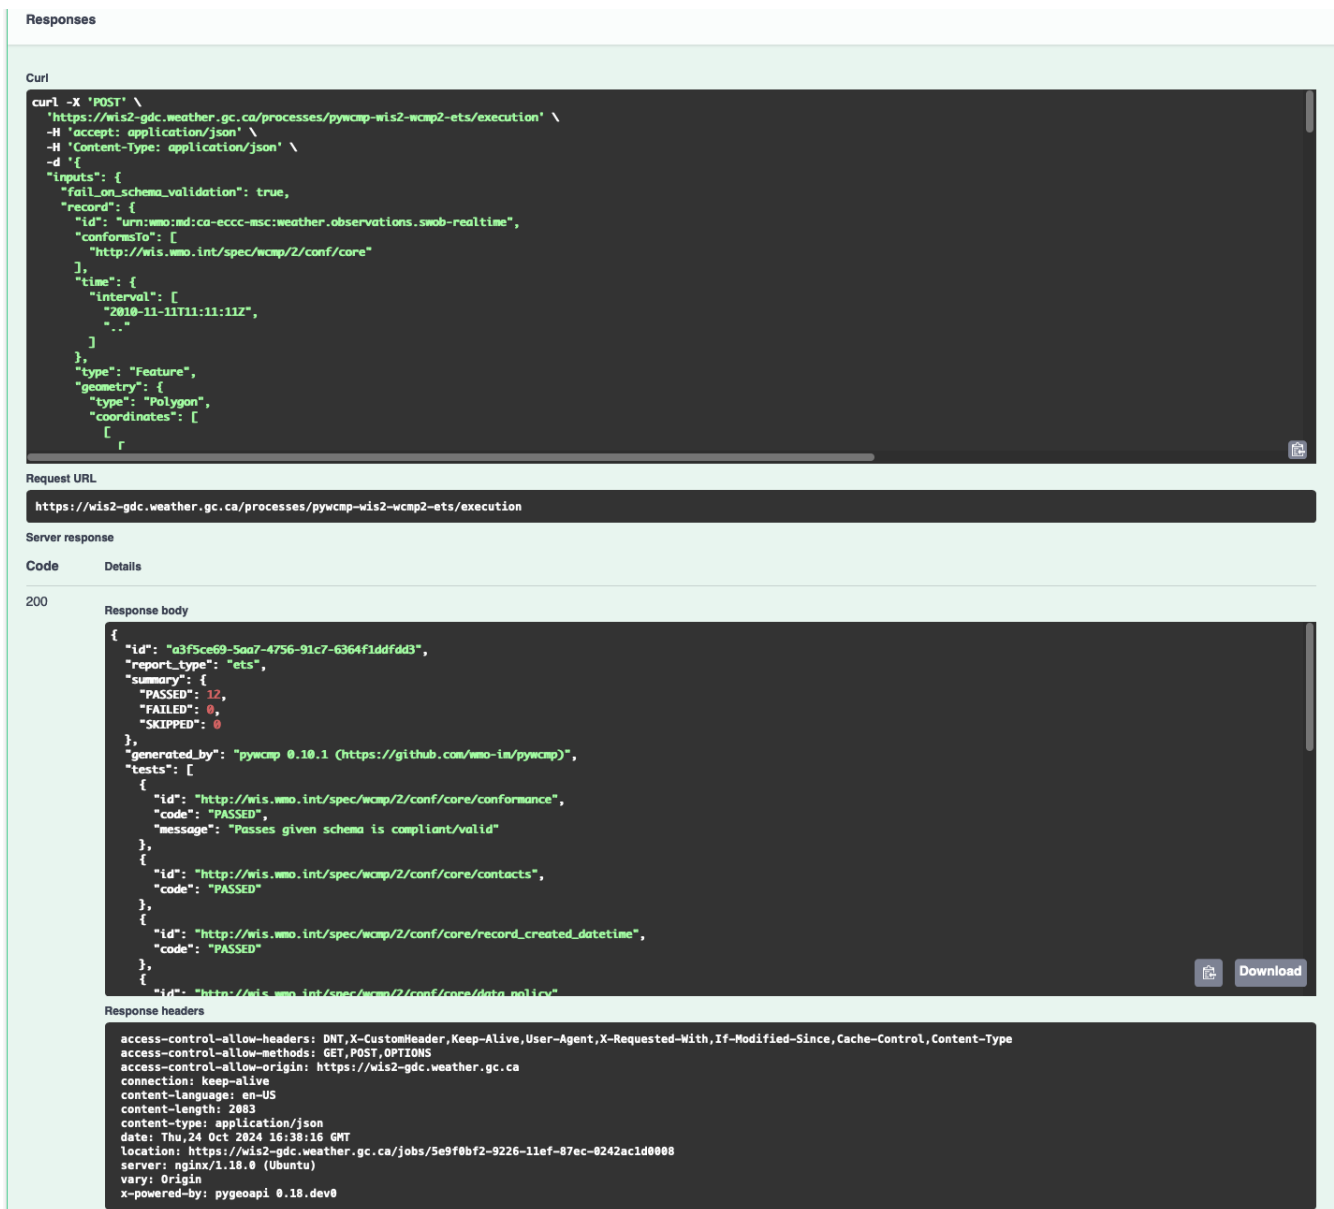 Responses
Curl
curl -X 'POST' \
  'https://wis2-gdc.weather.gc.ca/processes/pywcmp-wis2-wcmp2-ets/execution' \
  -H 'accept: application/json' \
  -H 'Content-Type: application/json' \
  -d '{
  "inputs": {
    "fail_on_schema_validation": true,
    "record": {
      "id": "urn:wmo:md:ca-eccc-msc:weather.observations.swob-realtime",
      "conformsTo": [
        "http://wis.wmo.int/spec/wcmp/2/conf/core"
      ],
      "time": {
        "interval": [
          "2010-11-11T11:11:11Z",
          ".."
        ]
      },
      "type": "Feature",
      "geometry": {
        "type": "Polygon",
        "coordinates": [
          [
            [
Request URL
https://wis2-gdc.weather.gc.ca/processes/pywcmp-wis2-wcmp2-ets/execution
Server response
Code Details
200
Response body
{
  "id": "a3f5ce69-5aa7-4756-91c7-6364f1ddfdd3",
  "report_type": "ets",
  "summary": {
    "PASSED": 12,
    "FAILED": 0,
    "SKIPPED": 0
  },
  "generated_by": "pywcmp 0.10.1 (https://github.com/wmo-im/pywcmp)",
  "tests": [
    {
      "id": "http://wis.wmo.int/spec/wcmp/2/conf/core/conformance",
      "code": "PASSED",
      "message": "Passes given schema is compliant/valid"
    },
    {
      "id": "http://wis.wmo.int/spec/wcmp/2/conf/core/contacts",
      "code": "PASSED"
    },
    {
      "id": "http://wis.wmo.int/spec/wcmp/2/conf/core/record_created_datetime",
      "code": "PASSED"
    },
    {
      "id": "http://wis.wmo.int/spec/wcmp/2/conf/core/data_policy"
Download
Response headers
access-control-allow-headers: DNT,X-CustomHeader,Keep-Alive,User-Agent,X-Requested-With,If-Modified-Since,Cache-Control,Content-Type
access-control-allow-methods: GET,POST,OPTIONS
access-control-allow-origin: https://wis2-gdc.weather.gc.ca
connection: keep-alive
content-language: en-US
content-length: 2083
content-type: application/json
date: Thu,24 Oct 2024 16:38:16 GMT
location: https://wis2-gdc.weather.gc.ca/jobs/5e9f0bf2-9226-11ef-87ec-0242ac1d0008
server: nginx/1.18.0 (Ubuntu)
vary: Origin
x-powered-by: pygeoapi 0.18.dev0